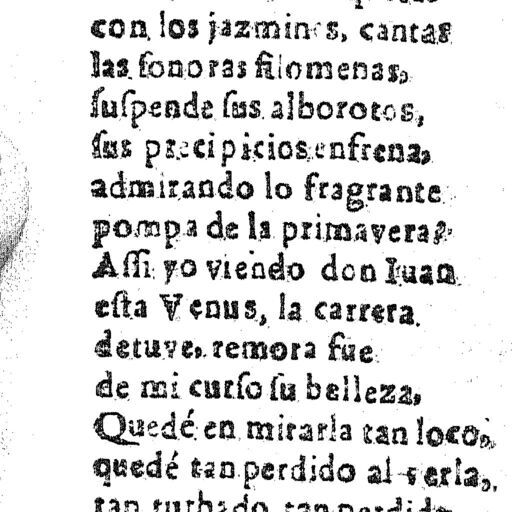 con los jazmines, cantas
las sonoras filomenas,
suspende sus alborotos,
sus precipicios enfrena,
admirando lo fragrante
pompa de la primavera?
Assi yo viendo don Iuan
esta Venus, la carrera
detuve, remora fue
de mi curso su belleza,
Quedé en mirarla tan loco,
quedé tan perdido al verla,
tan turbado, tan perdido